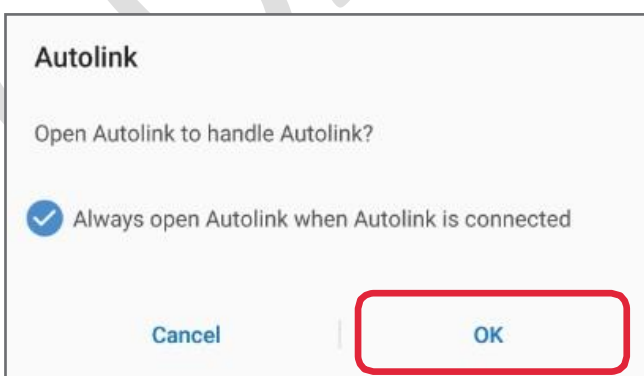 Autolink
Open Autolink to handle Autolink?
Always open Autolink when Autolink is connected
Cancel
OK